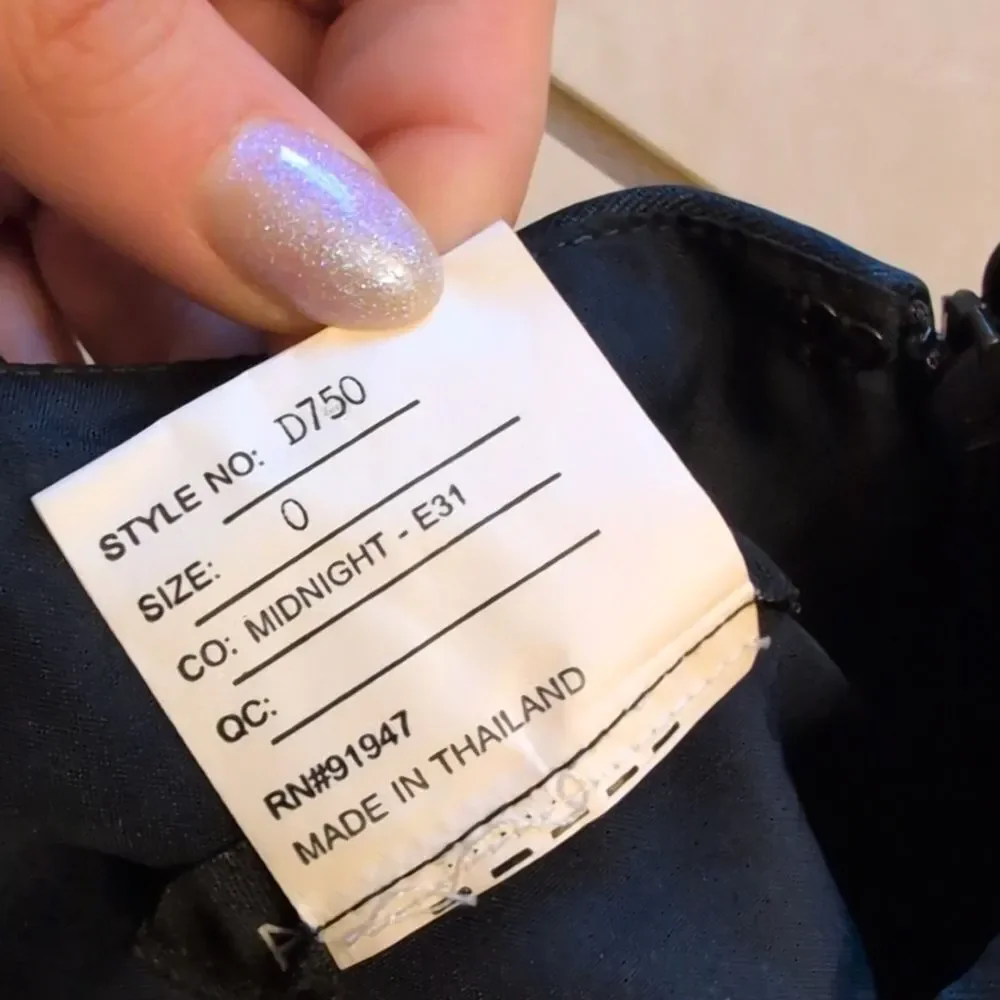 STYLE NO: D750
SIZE: 0
CO: MIDNIGHT - E31
QC:
RN#91947
MADE IN THAILAND